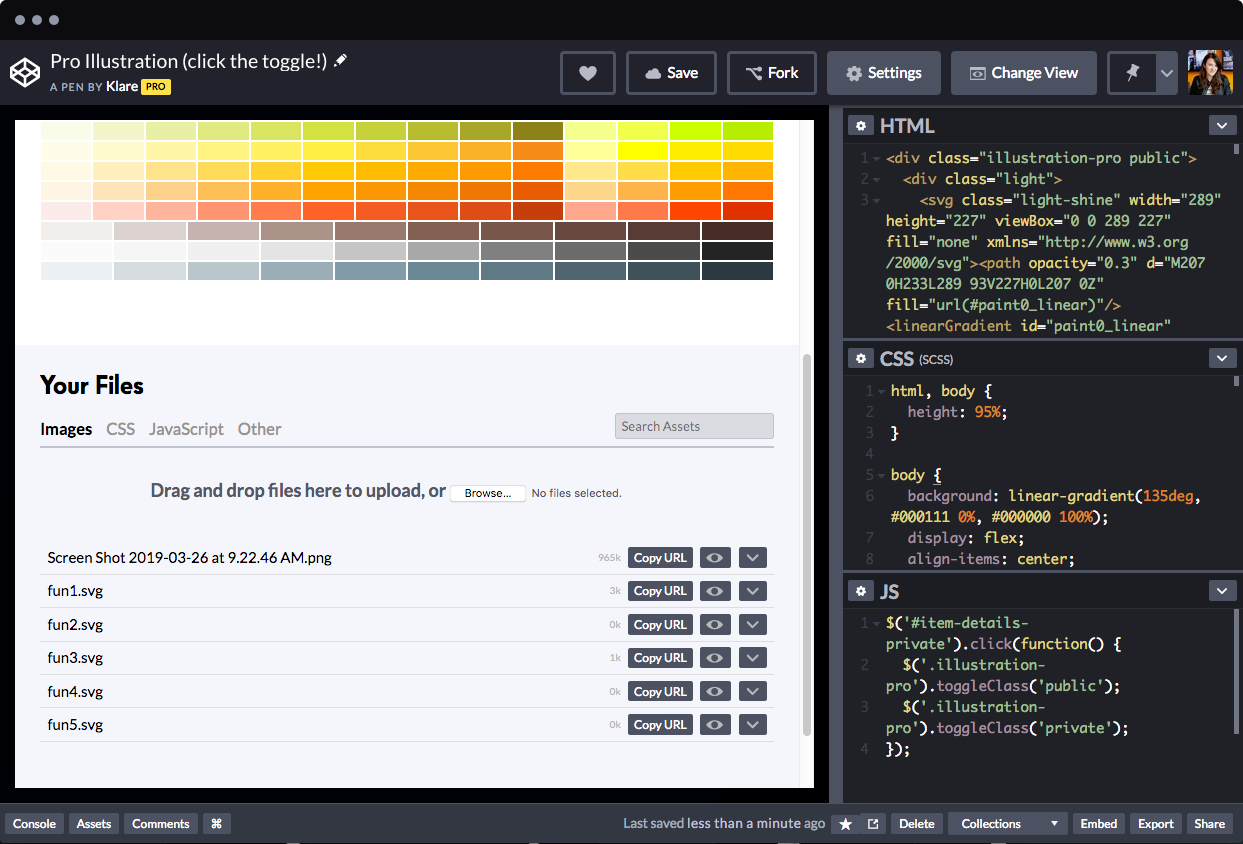 Pro Illustration (click the toggle!)
A PEN BY Klare PRO
Save
Fork
Settings
Change View
Your Files
Images CSS JavaScript Other
Search Assets
Drag and drop files here to upload, or Browse... No files selected.
Screen Shot 2019-03-26 at 9.22.46 AM.png 965k Copy URL
fun1.svg 3k Copy URL
fun2.svg 0k Copy URL
fun3.svg 1k Copy URL
fun4.svg 0k Copy URL
fun5.svg 0k Copy URL
HTML
1 <div class="illustration-pro public">
2 <div class="light">
3 <svg class="light-shine" width="289"
height="227" viewBox="0 0 289 227"
fill="none" xmlns="http://www.w3.org
/2000/svg"><path opacity="0.3" d="M207
0H233L289 93V227H0L207 0Z"
fill="url(#paint0_linear)"/>
<linearGradient id="paint0_linear"
CSS (SCSS)
1 html, body {
2 height: 95%;
3 }
4
5 body {
6 background: linear-gradient(135deg,
#000111 0%, #000000 100%);
7 display: flex;
8 align-items: center;
JS
1 $('#item-details-
private').click(function() {
2 $('.illustration-
pro').toggleClass('public');
3 $('.illustration-
pro').toggleClass('private');
4 });
Console Assets Comments ⌘
Last saved less than a minute ago
Delete Collections Embed Export Share